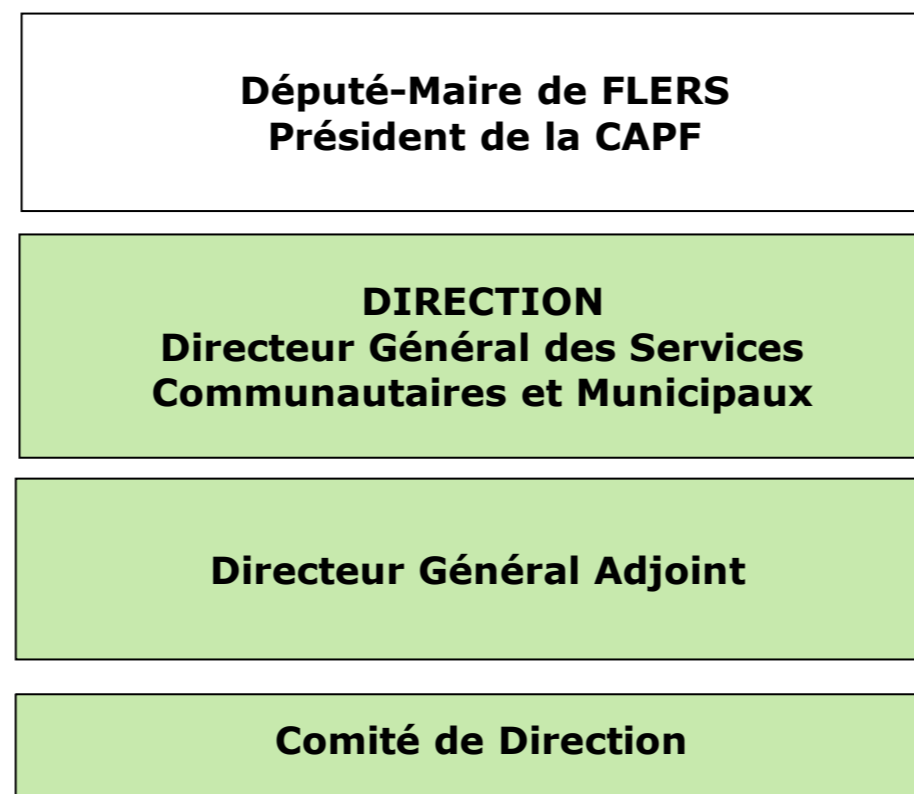 Député-Maire de FLERS
Président de la CAPF
DIRECTION
Directeur Général des Services
Communautaires et Municipaux
Directeur Général Adjoint
Comité de Direction